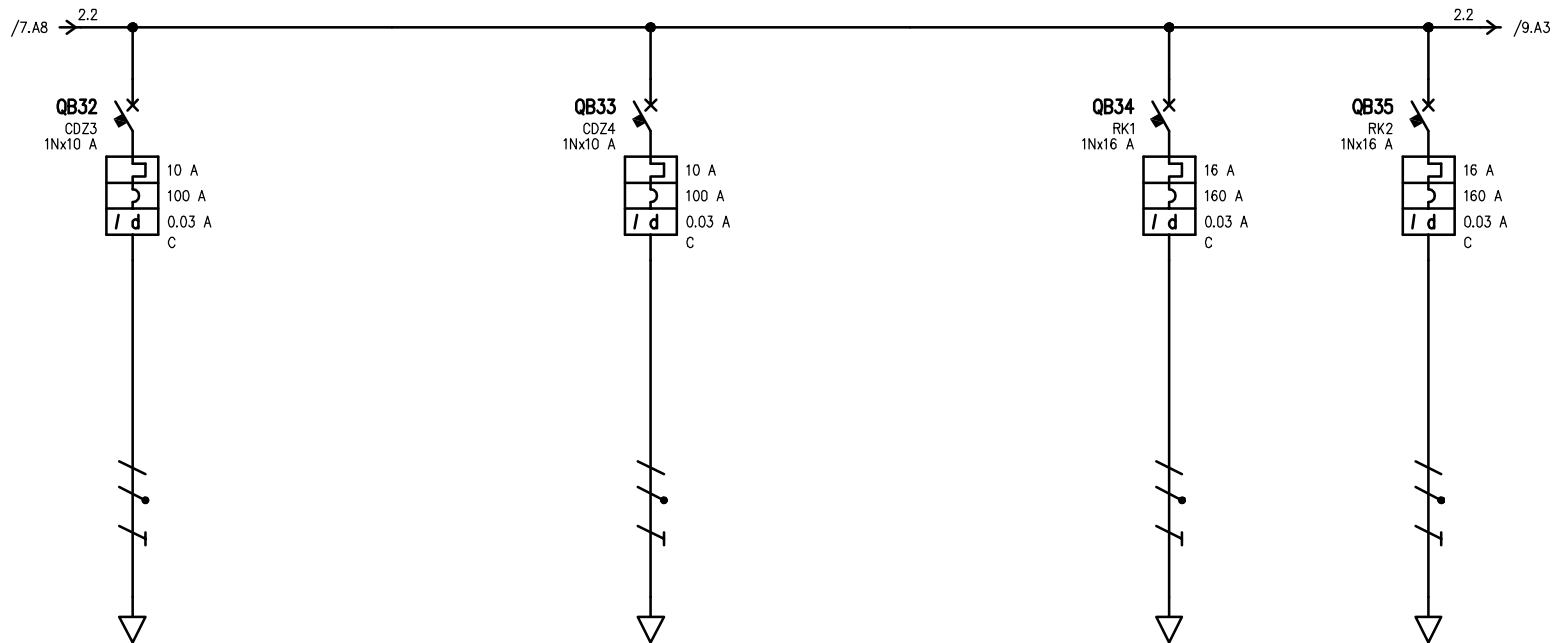 /7.A8
2.2
2.2
/9.A3
QB32
CDZ3
1Nx10 A
10 A
100 A
I d
0.03 A
C
QB33
CDZ4
1Nx10 A
10 A
100 A
I d
0.03 A
C
QB34
RK1
1Nx16 A
16 A
160 A
I d
0.03 A
C
QB35
RK2
1Nx16 A
16 A
160 A
I d
0.03 A
C